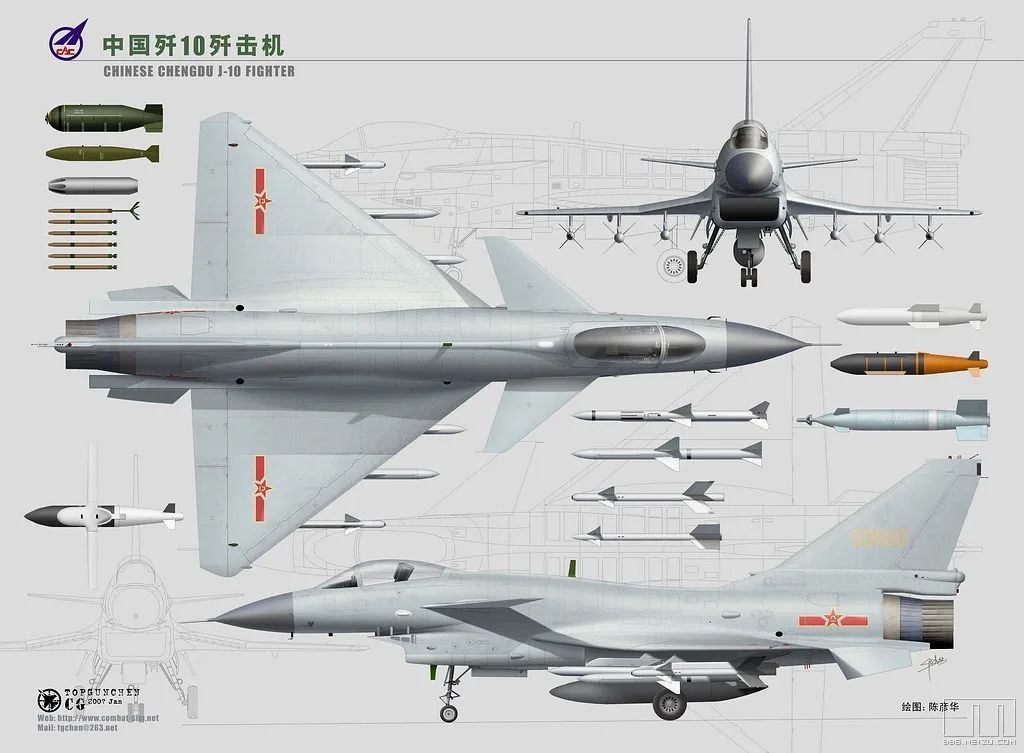 CAC
中国歼10歼击机
CHINESE CHENGDU J-10 FIGHTER
TOPGUNCHEN
CG 2007 Jan
Web: http://www.combatsim.net
Mail: tgchen@263.net
绘图: 陈彦华